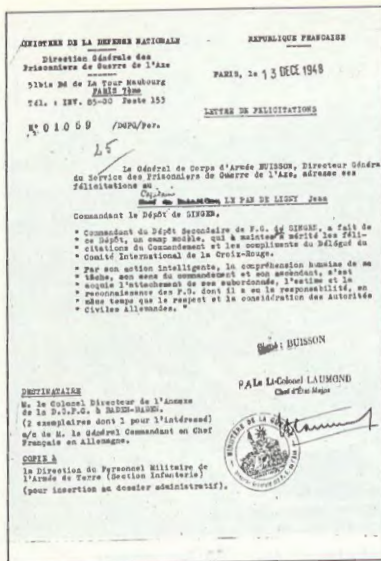 MINISTERE DE LA DEFENSE NATIONALE
Direction Générale des
Prisonniers de Guerre de l'Axe
51bis Bd de La Tour Maubourg
PARIS 7ème
Tél. : INV. 85-00 Poste 153
N° 01069 /DGPG/Per.
25
REPUBLIQUE FRANCAISE
PARIS, le 13 DECE 1948
LETTRE DE FELICITATIONS
Le Général de Corps d'Armée BUISSON, Directeur Général
du Service des Prisonniers de Guerre de l'Axe, adresse ses
félicitations au
Capitaine
LE PAN DE LIGNY Jean
Commandant le Dépôt de SINGEN.
" Commandant du Dépôt Secondaire de P.G. de SINGEN, a fait de
" ce Dépôt, un camp modèle, qui a maintes mérité les féli-
" citations du Commandement et les compliments du Délégué du
" Comité International de la Croix-Rouge.
" Par son action intelligente, la compréhension humaine de sa
" tâche, son sens du commandement et son ascendant, s'est
" acquis l'attachement de ses subordonnés, l'estime et la
" reconnaissance des P.G. dont il a eu la responsabilité, en
" même temps que le respect et la considération des Autorités
" Civiles Allemandes. "
Signé : BUISSON
P.A. Le Lt-Colonel LAUMOND
Chef d'Etat-Major
DESTINATAIRE
M. le Colonel Directeur de l'Annexe
de la D.G.P.G. à BADEN-BADEN.
(2 exemplaires dont 1 pour l'intéressé)
s/c de M. le Général Commandant en Chef
Français en Allemagne.
COPIE à
la Direction du Personnel Militaire de
l'Armée de Terre (Section Infanterie)
(pour insertion au dossier administratif).